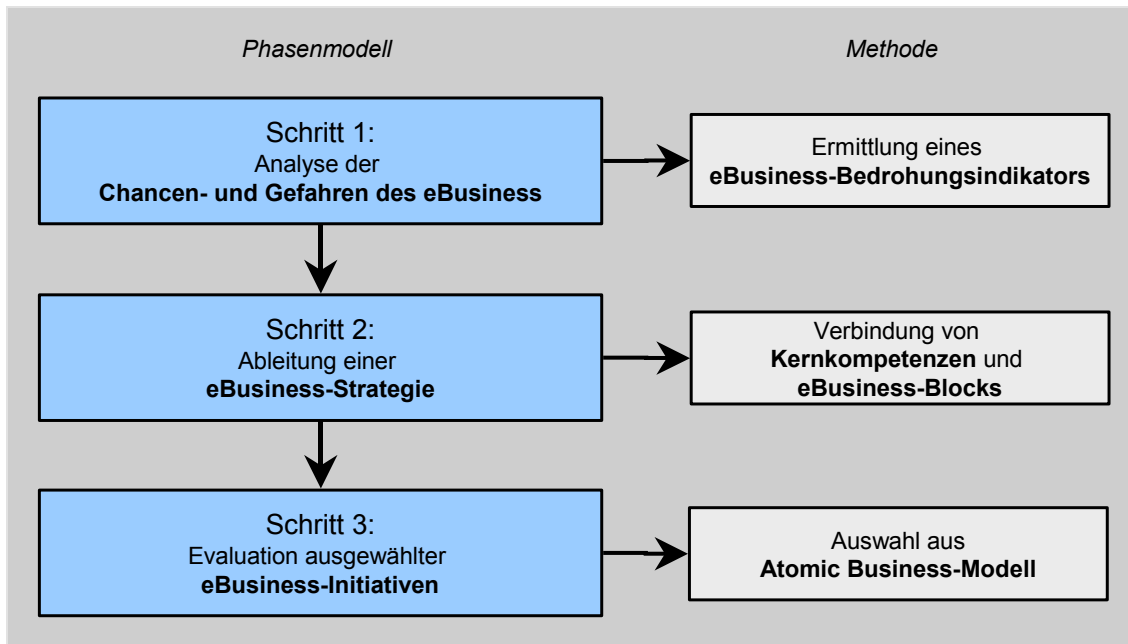 Phasenmodell
Methode
Schritt 1:
Analyse der
Chancen- und Gefahren des eBusiness
Ermittlung eines
eBusiness-Bedrohungsindikators
Schritt 2:
Ableitung einer
eBusiness-Strategie
Verbindung von
Kernkompetenzen und
eBusiness-Blocks
Schritt 3:
Evaluation ausgewählter
eBusiness-Initiativen
Auswahl aus
Atomic Business-Modell